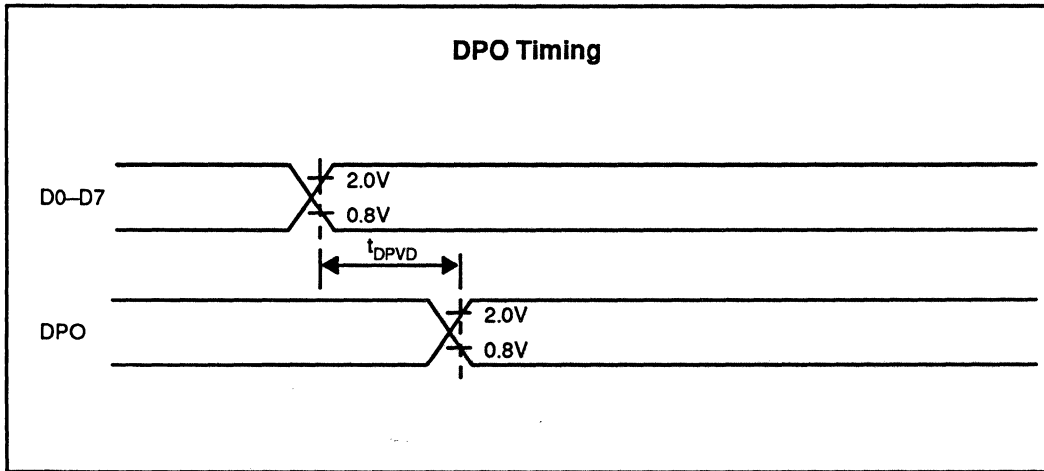 DPO Timing
D0–D7
2.0V
0.8V
tDPVD
DPO
2.0V
0.8V